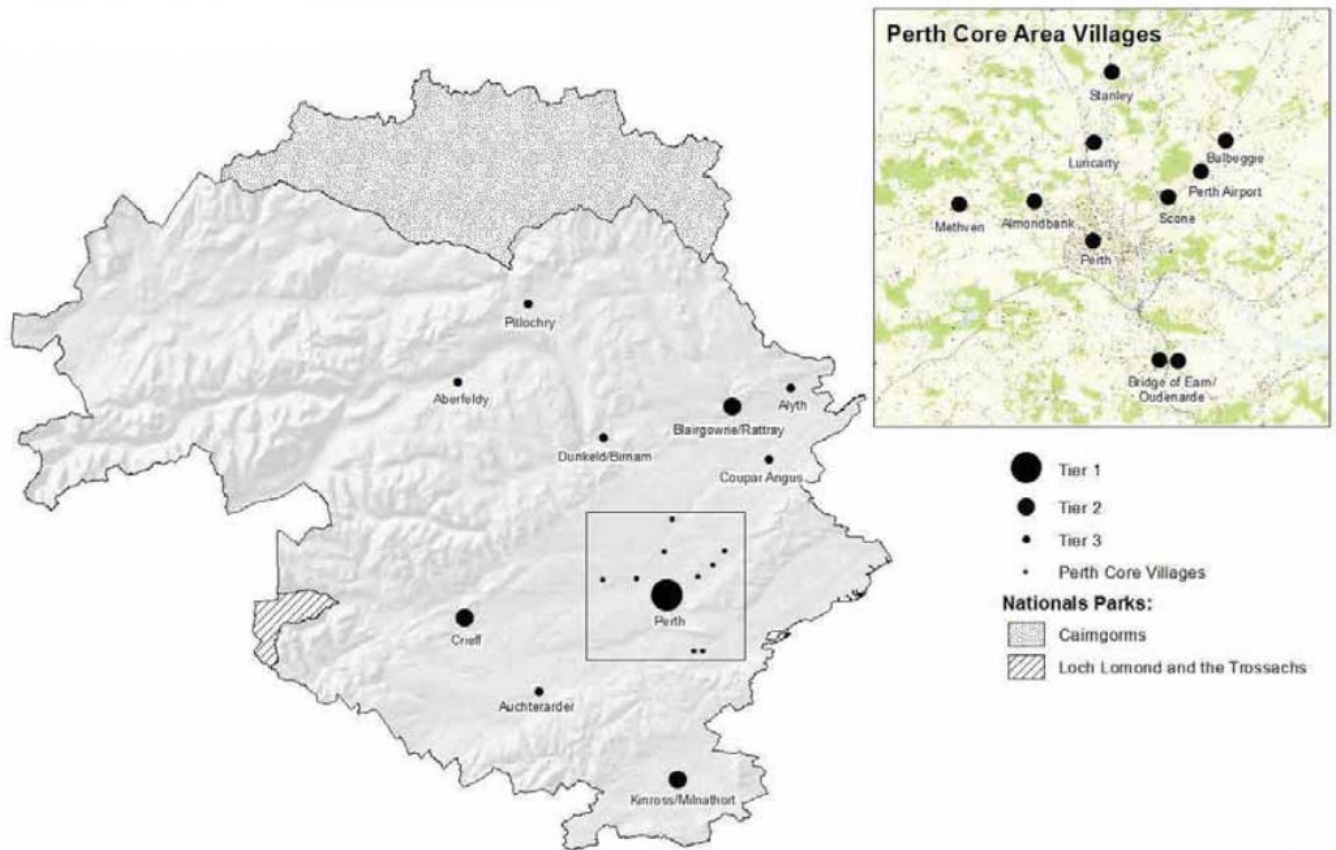 Perth Core Area Villages
Stanley
Luncarty
Balbeggie
Perth Airport
Scone
Methven
Almondbank
Perth
Bridge of Earn/
Oudenarde
Pitlochry
Aberfeldy
Alyth
Blairgowrie/Rattray
Dunkeld/Birnam
Coupar Angus
Perth
Crieff
Auchterarder
Kinross/Milnathort
Tier 1
Tier 2
Tier 3
Perth Core Villages
Nationals Parks:
Cairngorms
Loch Lomond and the Trossachs